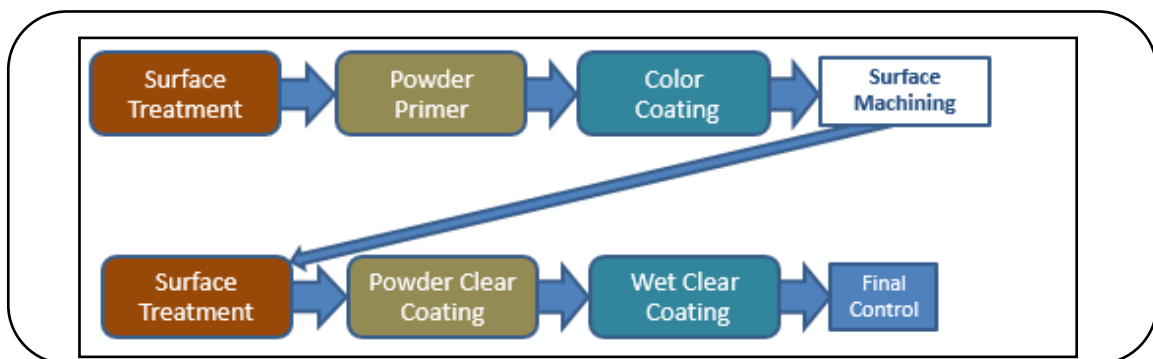 Surface
Treatment
Powder
Primer
Color
Coating
Surface
Machining
Surface
Treatment
Powder Clear
Coating
Wet Clear
Coating
Final
Control